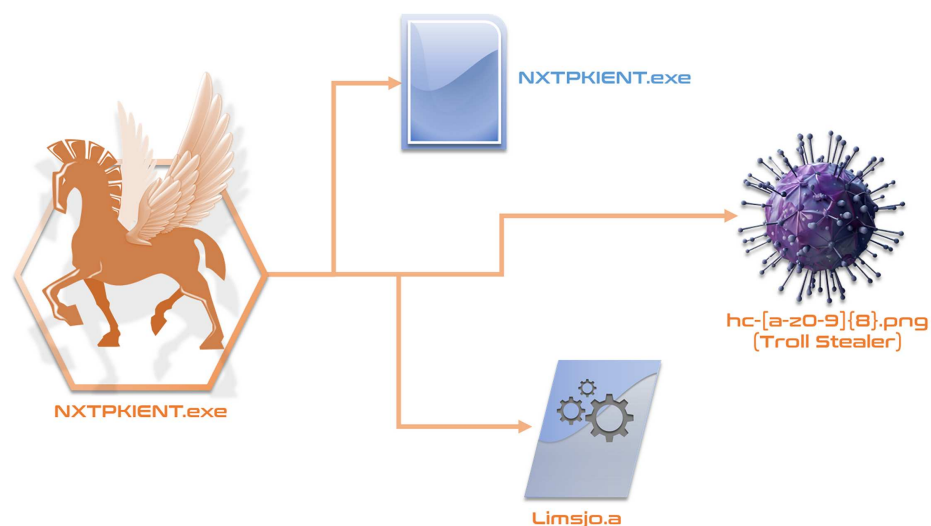 NXTPKIENT.exe
hc-[a-z0-9]{8}.png
(Troll Stealer)
NXTPKIENT.exe
Limsjo.a